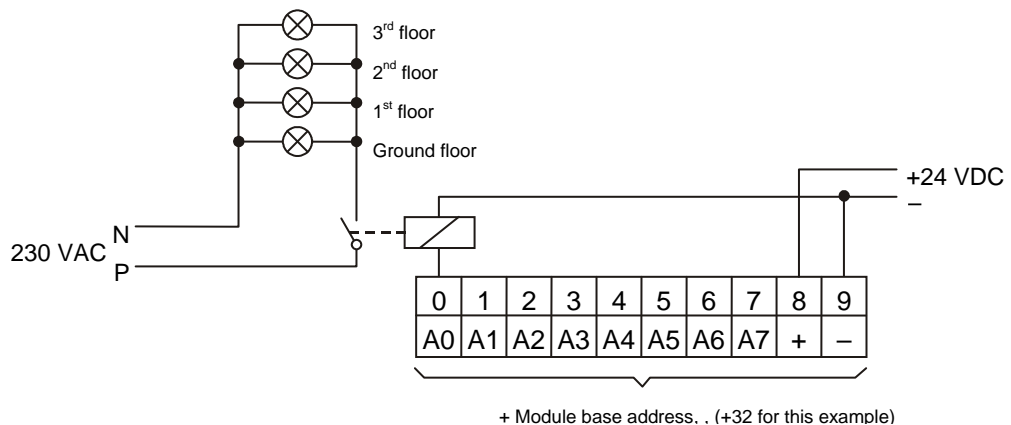 3rd floor
2nd floor
1st floor
Ground floor
+24 VDC
–
230 VAC
N
P
0 1 2 3 4 5 6 7 8 9
A0 A1 A2 A3 A4 A5 A6 A7 + –
+ Module base address, , (+32 for this example)